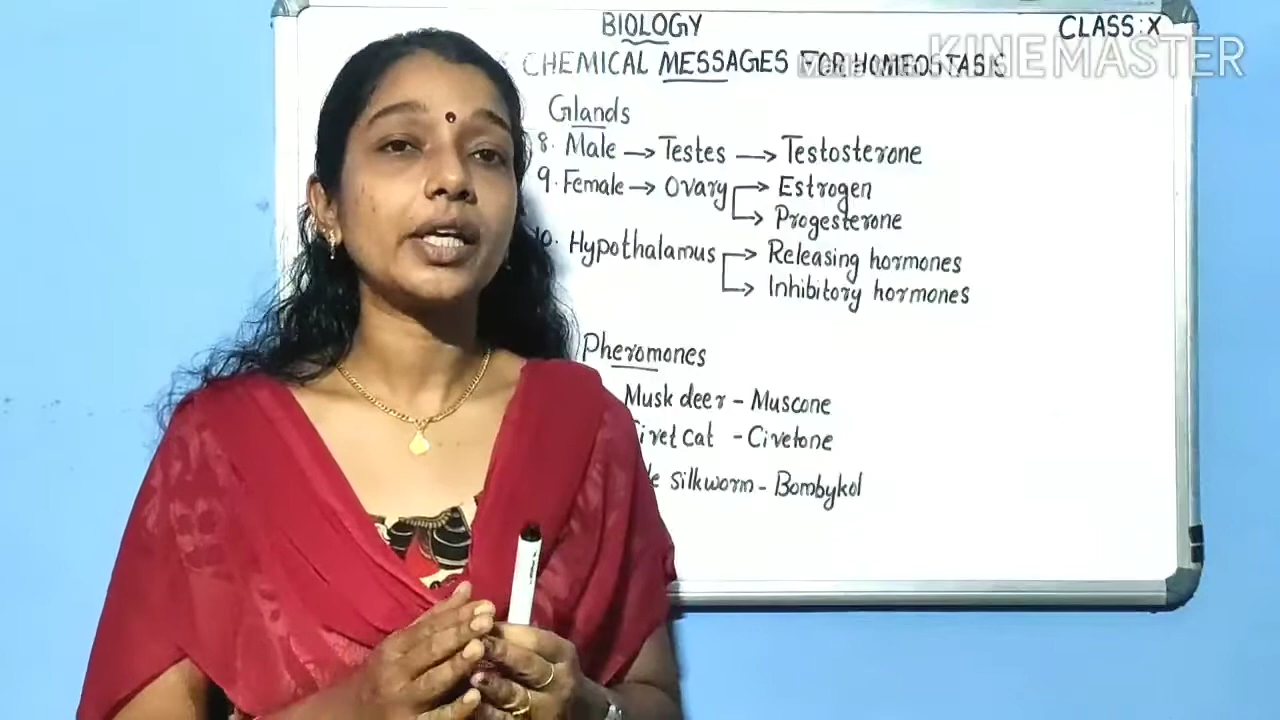 BIOLOGY
CLASS: X
CHEMICAL MESSAGES FOR HOMEOSTASIS
KINEMASTER
Glands
8. Male → Testes → Testosterone
9. Female → Ovary → Estrogen
→ Progesterone
10. Hypothalamus → Releasing hormones
→ Inhibitory hormones
Pheromones
Musk deer - Muscone
cat - Civetone
silkworm - Bombykol